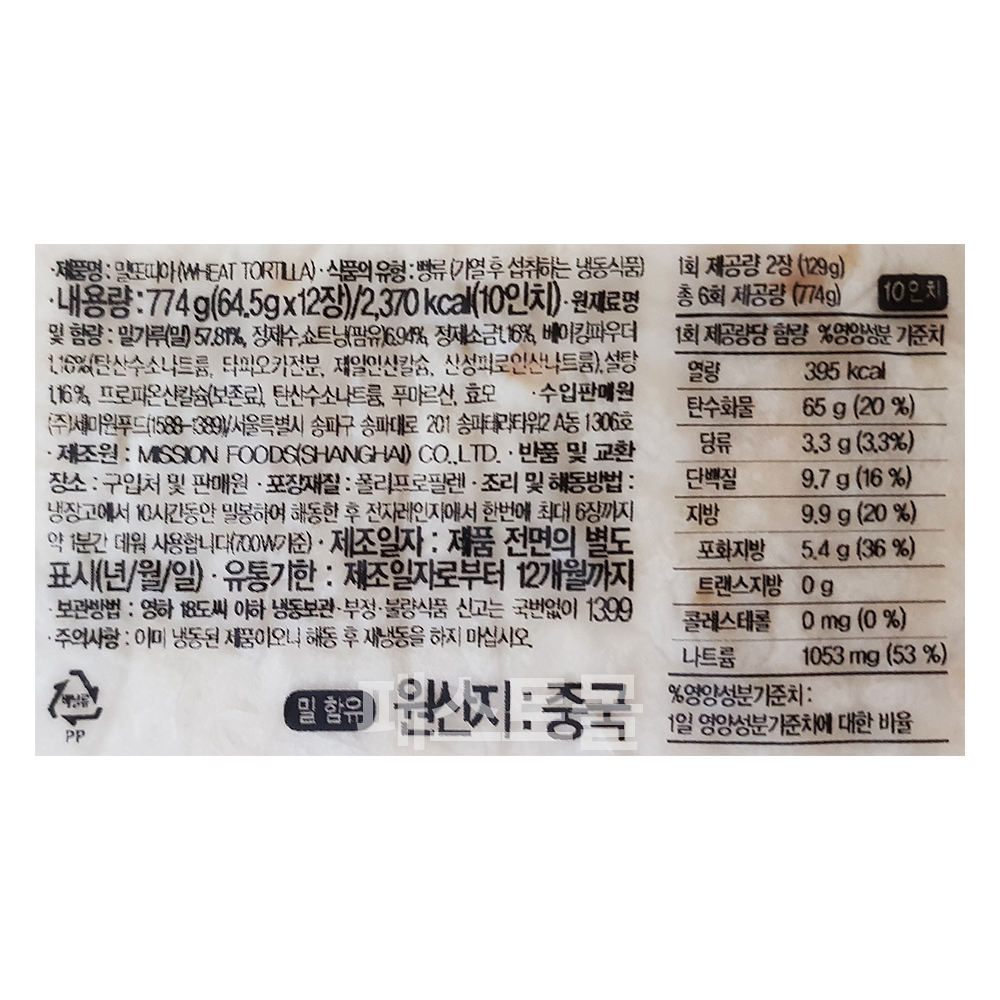 ·제품명 : 밀또띠아(WHEAT TORTILLA) · 식품의 유형 : 빵류 (가열 후 섭취하는 냉동식품)
·내용량 : 774 g(64.5g x12장)/2,370 kcal(10인치) · 원재료명
및 함량 : 밀가루(밀) 57.81%, 정제수, 쇼트닝(팜유)6.94%, 정제소금1.16%, 베이킹파우더
1.16%(탄산수소나트륨, 타피오카전분, 제일인산칼슘, 산성피로인산나트륨), 설탕
1.16%, 프로피온산칼슘(보존료), 탄산수소나트륨, 푸마르산, 효모 · 수입판매원
(주)세미원푸드(1588-1389)/서울특별시 송파구 송파대로 201 송파테라타워2 A동 1306호
· 제조원 : MISSION FOODS(SHANGHAI) CO.,LTD. · 반품 및 교환
장소 : 구입처 및 판매원 · 포장재질 : 폴리프로필렌 · 조리 및 해동방법 :
냉장고에서 10시간동안 밀봉하여 해동한 후 전자레인지에서 한번에 최대 6장까지
약 1분간 데워 사용합니다(700W기준) · 제조일자 : 제품 전면의 별도
표시(년/월/일) · 유통기한 : 제조일자로부터 12개월까지
· 보관방법 : 영하 18도씨 이하 냉동보관 · 부정·불량식품 신고는 국번없이 1399
· 주의사항 : 이미 냉동된 제품이오니 해동 후 재냉동을 하지 마십시오.
비닐류
PP
밀 함유
원산지 : 중국
패스트몰
1회 제공량 2장 (129g)
총 6회 제공량 (774g)
10인치
1회 제공량당 함량 %영양성분 기준치
열량 395 kcal
탄수화물 65 g (20 %)
당류 3.3 g (3.3%)
단백질 9.7 g (16 %)
지방 9.9 g (20 %)
포화지방 5.4 g (36 %)
트랜스지방 0 g
콜레스테롤 0 mg (0 %)
나트륨 1053 mg (53 %)
%영양성분기준치 :
1일 영양성분기준치에 대한 비율